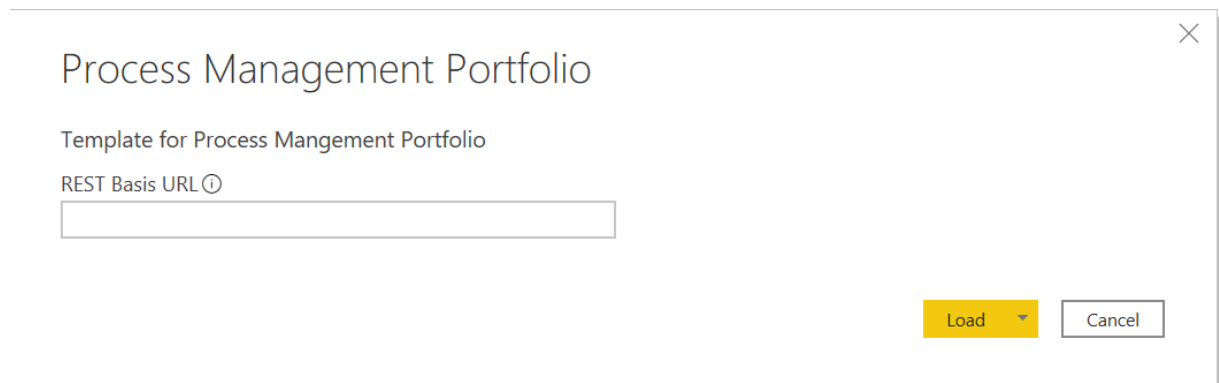 Process Management Portfolio
Template for Process Mangement Portfolio
REST Basis URL
Load
Cancel